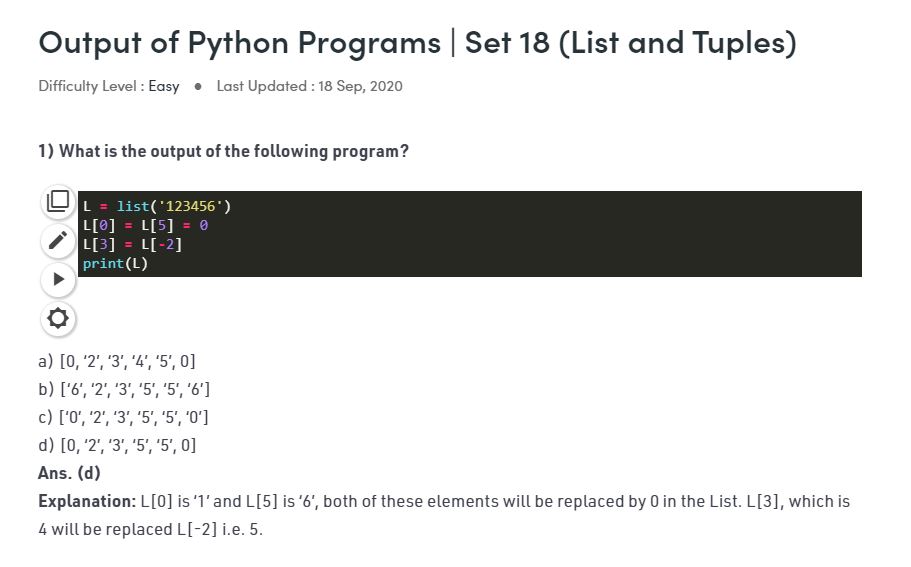 Output of Python Programs | Set 18 (List and Tuples)
Difficulty Level : Easy ● Last Updated : 18 Sep, 2020
1) What is the output of the following program?
L = list('123456')
L[0] = L[5] = 0
L[3] = L[-2]
print(L)
a) [0, ‘2’, ‘3’, ‘4’, ‘5’, 0]
b) [‘6’, ‘2’, ‘3’, ‘5’, ‘5’, ‘6’]
c) [‘0’, ‘2’, ‘3’, ‘5’, ‘5’, ‘0’]
d) [0, ‘2’, ‘3’, ‘5’, ‘5’, 0]
Ans. (d)
Explanation: L[0] is ‘1’ and L[5] is ‘6’, both of these elements will be replaced by 0 in the List. L[3], which is
4 will be replaced L[-2] i.e. 5.